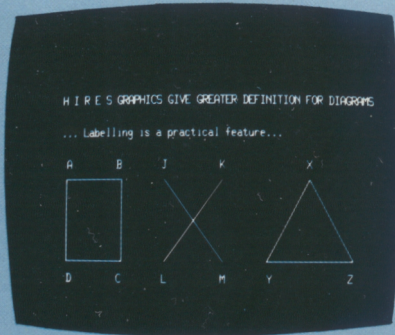 H I R E S GRAPHICS GIVE GREATER DEFINITION FOR DIAGRAMS
... Labelling is a practical feature...
A B J K X
D C L M Y Z